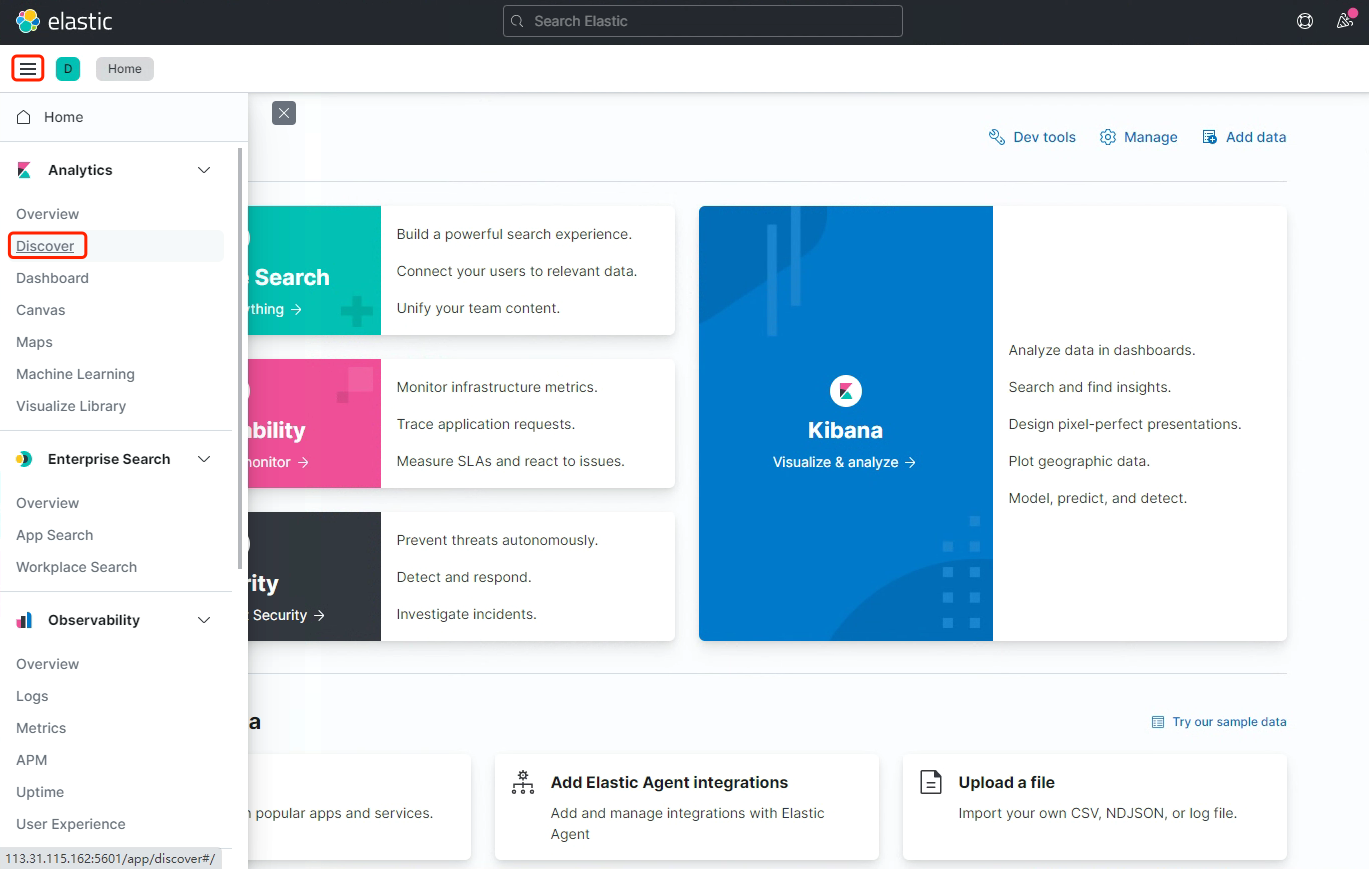 elastic
Search Elastic
D
Home
Home
Dev tools
Manage
Add data
Analytics
Overview
Discover
Dashboard
Canvas
Maps
Machine Learning
Visualize Library
Enterprise Search
Overview
App Search
Workplace Search
Observability
Overview
Logs
Metrics
APM
Uptime
User Experience
113.31.115.162:5601/app/discover#/
Search
Build a powerful search experience.
Connect your users to relevant data.
Unify your team content.
Monitor infrastructure metrics.
Trace application requests.
Measure SLAs and react to issues.
Security
Prevent threats autonomously.
Detect and respond.
Investigate incidents.
Kibana
Visualize & analyze
Analyze data in dashboards.
Search and find insights.
Design pixel-perfect presentations.
Plot geographic data.
Model, predict, and detect.
Try our sample data
popular apps and services.
Add Elastic Agent integrations
Add and manage integrations with Elastic
Agent
Upload a file
Import your own CSV, NDJSON, or log file.